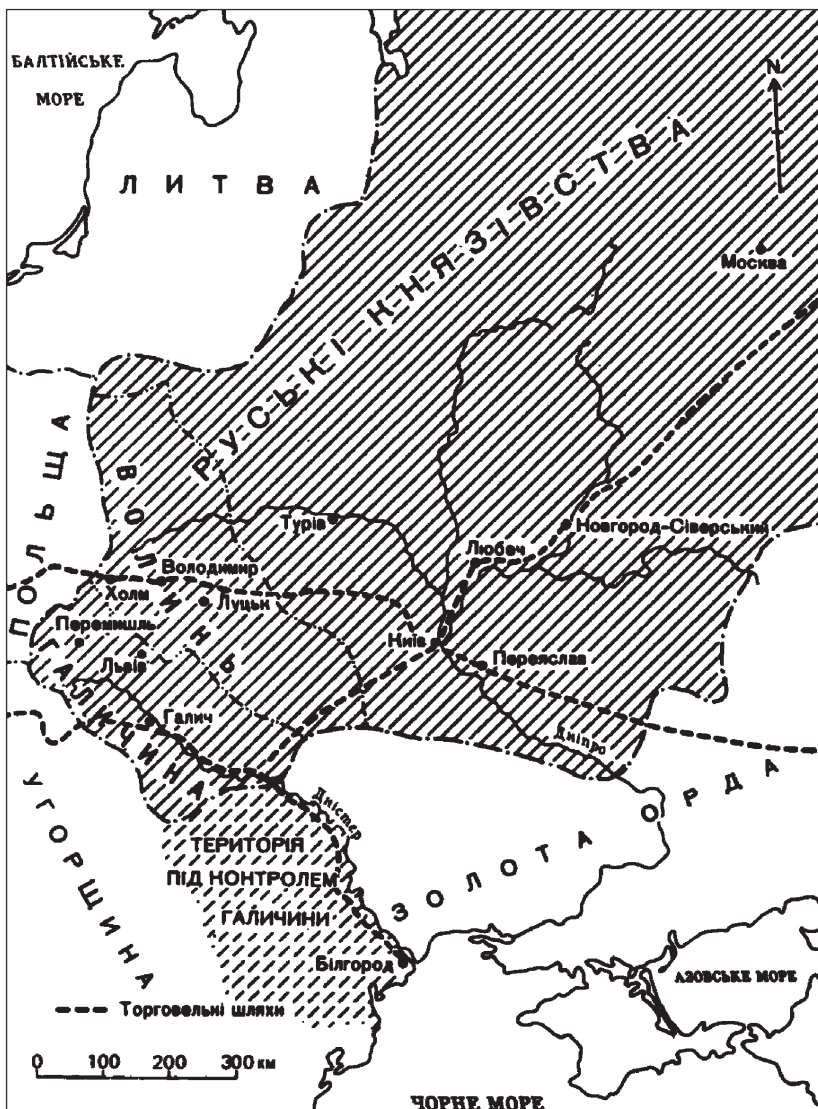 БАЛТІЙСЬКЕ
МОРЕ
N
ЛИТВА
РУСЬКІ КНЯЗІВСТВА
Москва
ПОЛЬЩА
ВОЛИНЬ
Турів
Новгород-Сіверський
Любеч
Володимир
Холм
Луцьк
Перемишль
Київ
Переяслав
Львів
ГАЛИЧИНА
Галич
Дніпро
УГОРЩИНА
Дністер
ЗОЛОТА ОРДА
ТЕРИТОРІЯ
ПІД КОНТРОЛЕМ
ГАЛИЧИНИ
Білгород
АЗОВСЬКЕ МОРЕ
Торговельні шляхи
0 100 200 300 км
ЧОРНЕ МОРЕ